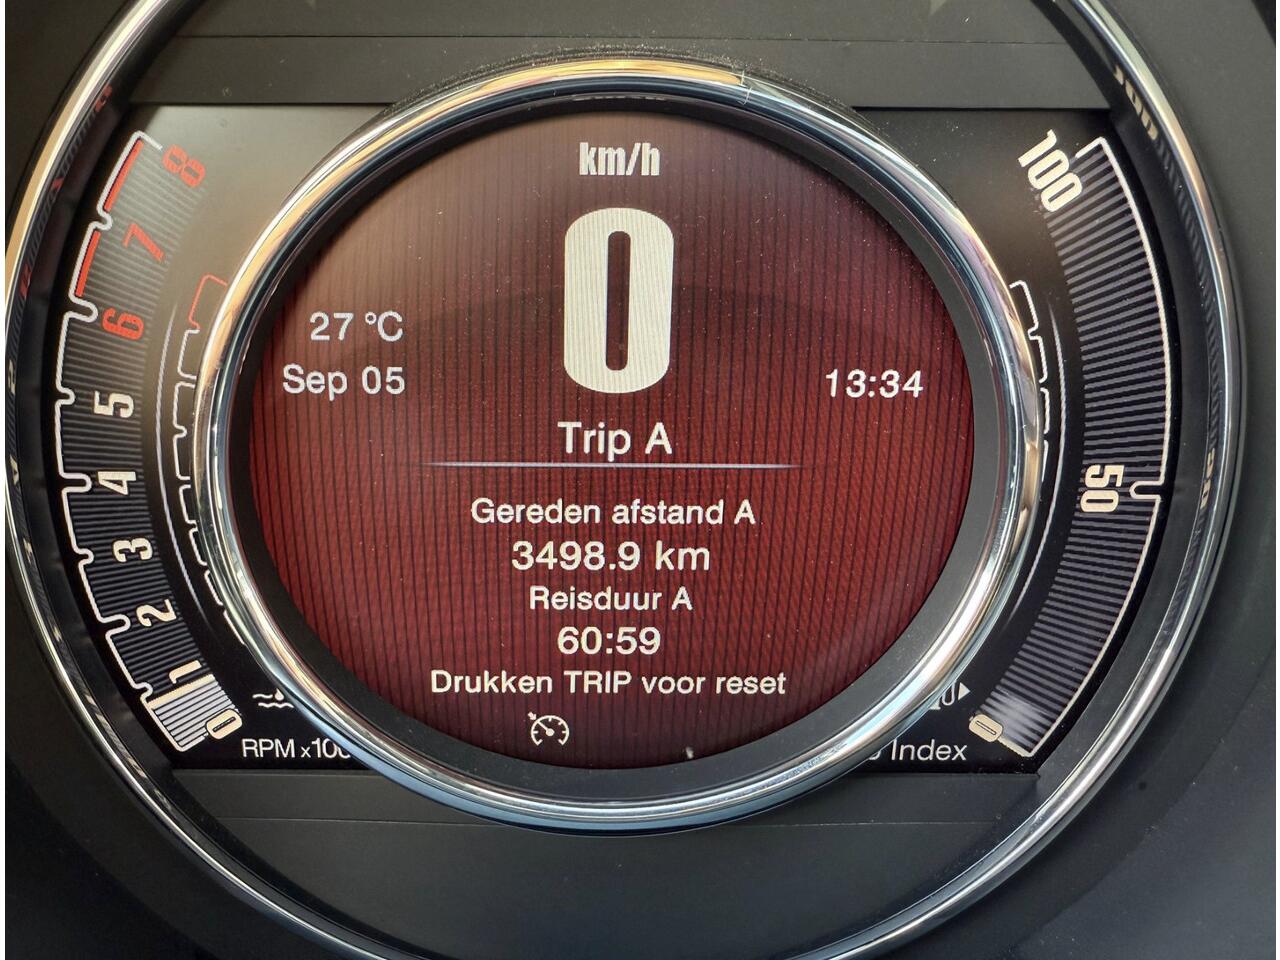 km/h
0
27 °C
Sep 05
13:34
Trip A
Gereden afstand A
3498.9 km
Reisduur A
60:59
Drukken TRIP voor reset
8
7
6
5
4
3
2
1
0
RPM
100
50
0
Index